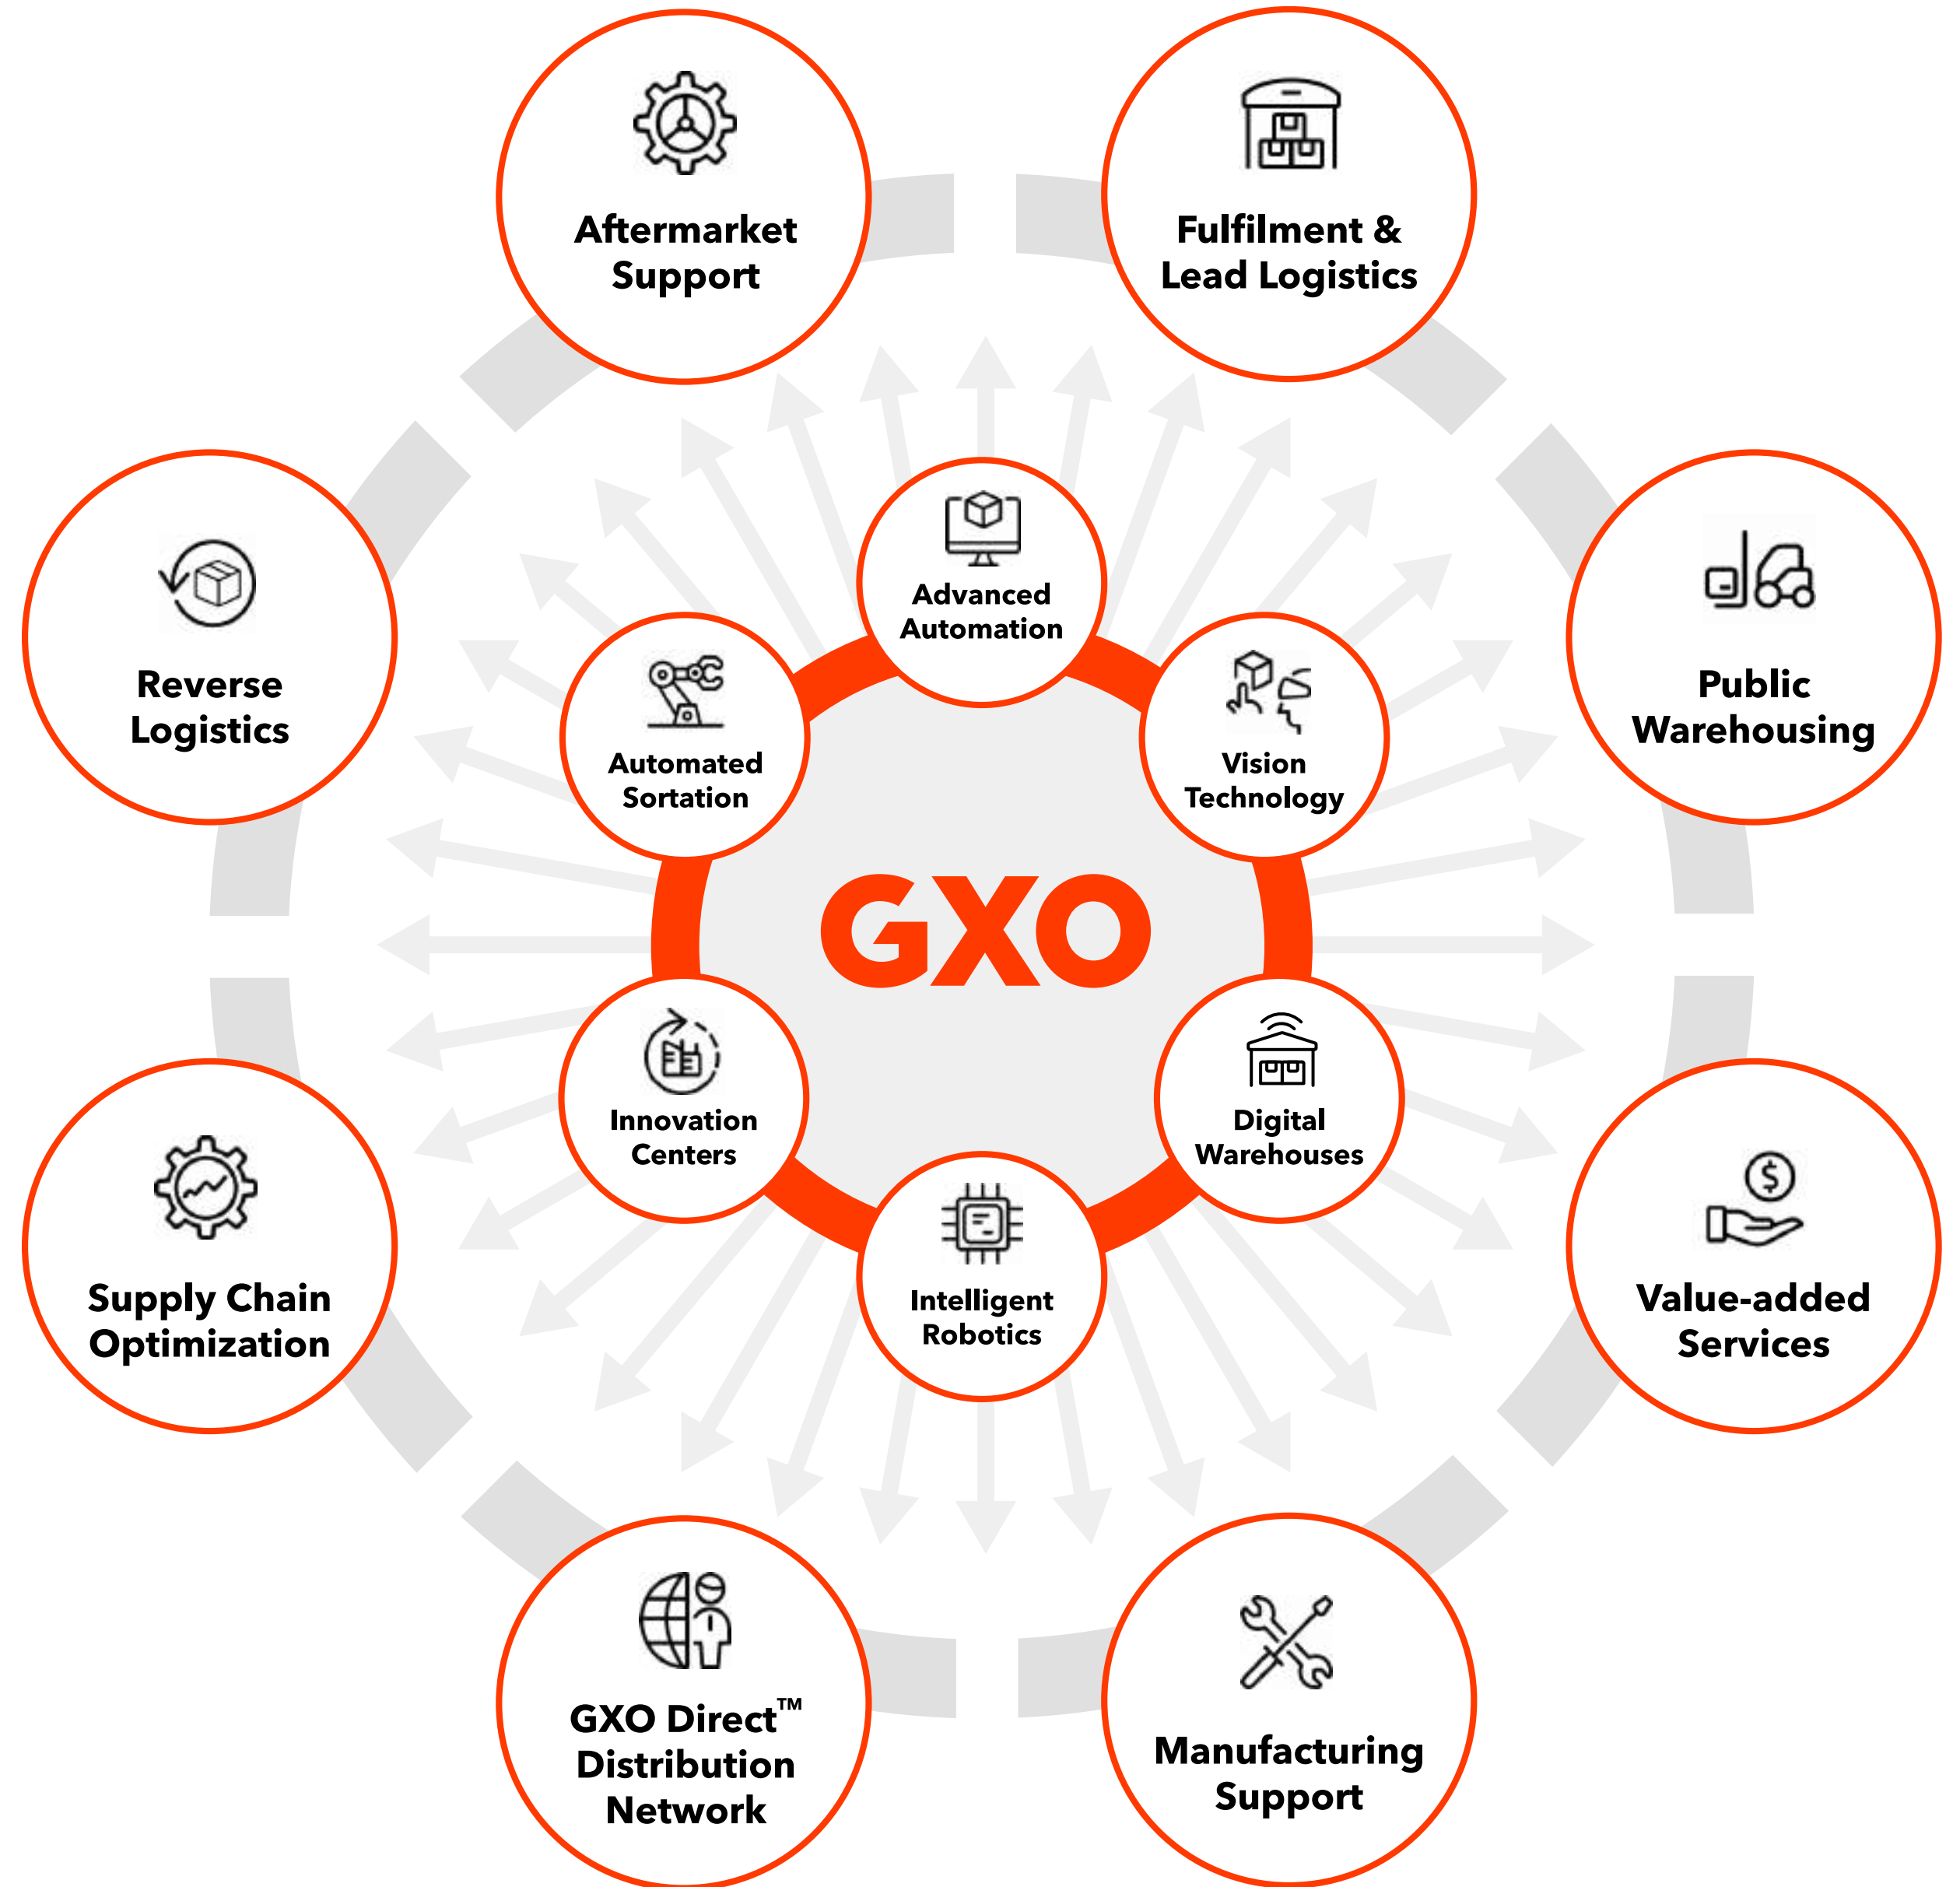 Aftermarket
Support
Fulfilment &
Lead Logistics
Reverse
Logistics
Advanced
Automation
Public
Warehousing
Automated
Sortation
Vision
Technology
GXO
Innovation
Centers
Digital
Warehouses
Supply Chain
Optimization
Intelligent
Robotics
Value-added
Services
GXO Direct™
Distribution
Network
Manufacturing
Support